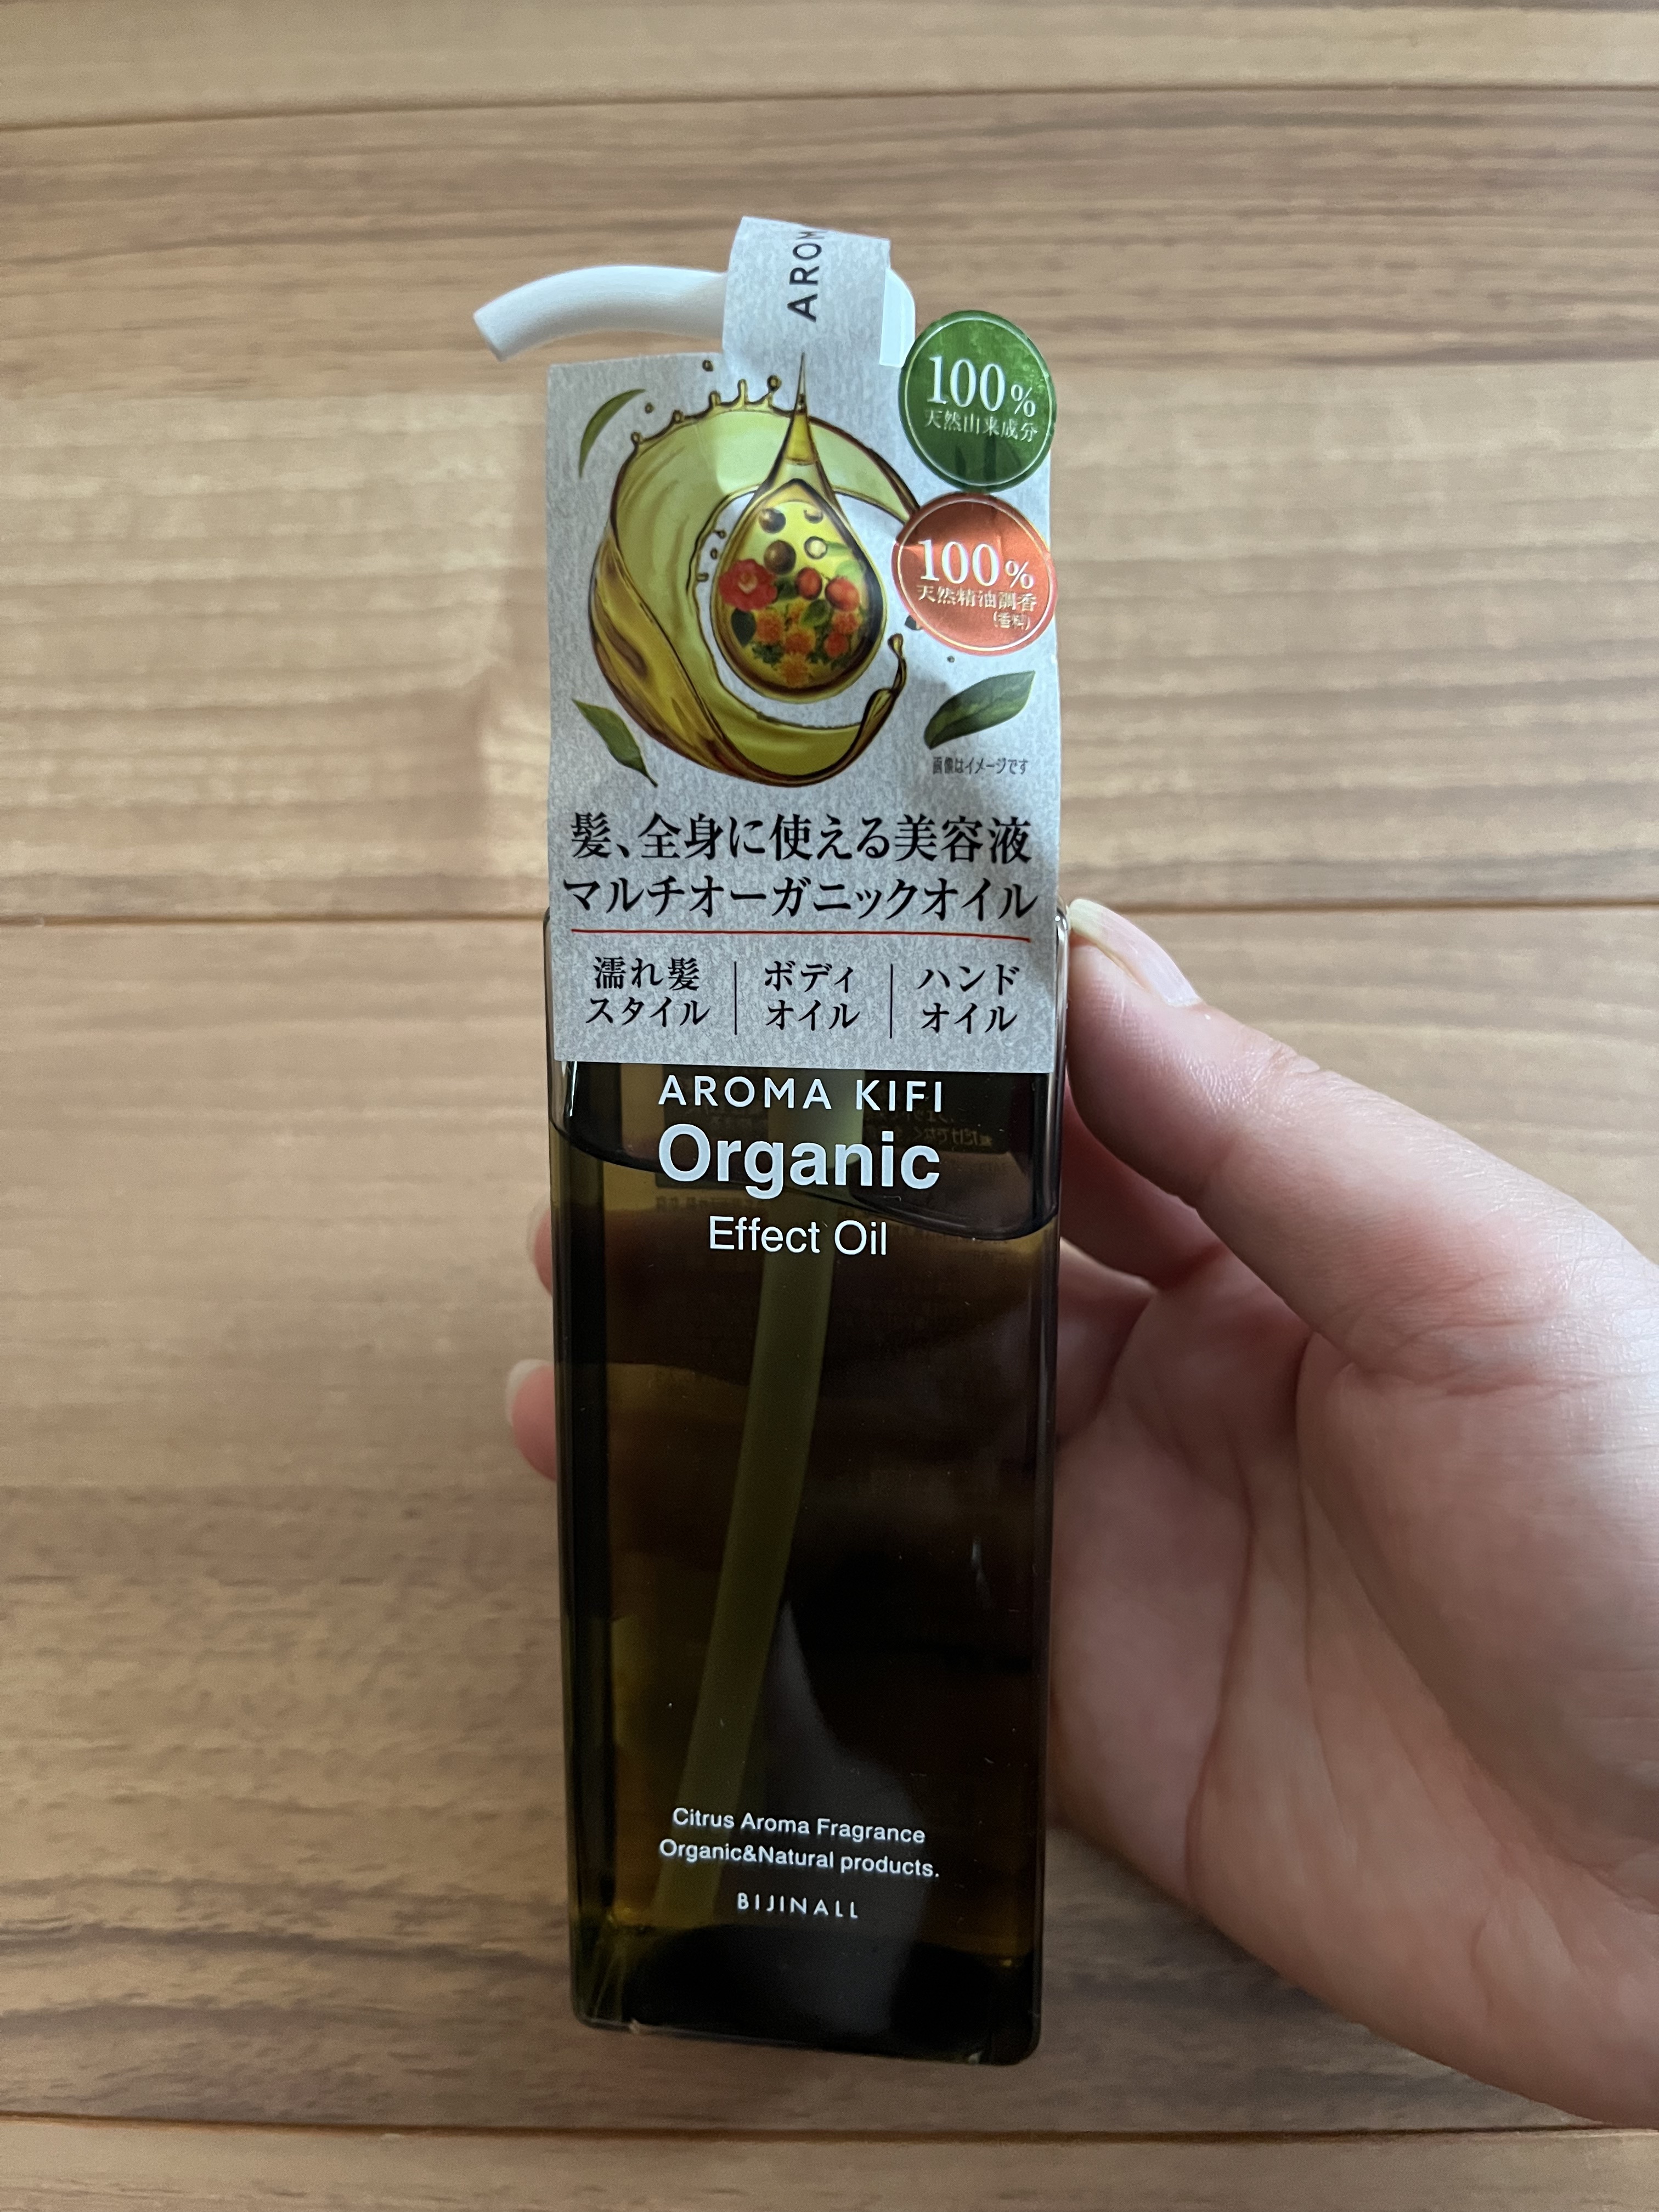 AROM
100%
天然由来成分
100%
天然精油調香
(香料)
画像はイメージです
髪、全身に使える美容液
マルチオーガニックオイル
濡れ髪
スタイル
ボディ
オイル
ハンド
オイル
AROMA KIFI
Organic
Effect Oil
Citrus Aroma Fragrance
Organic&Natural products.
BIJINALL